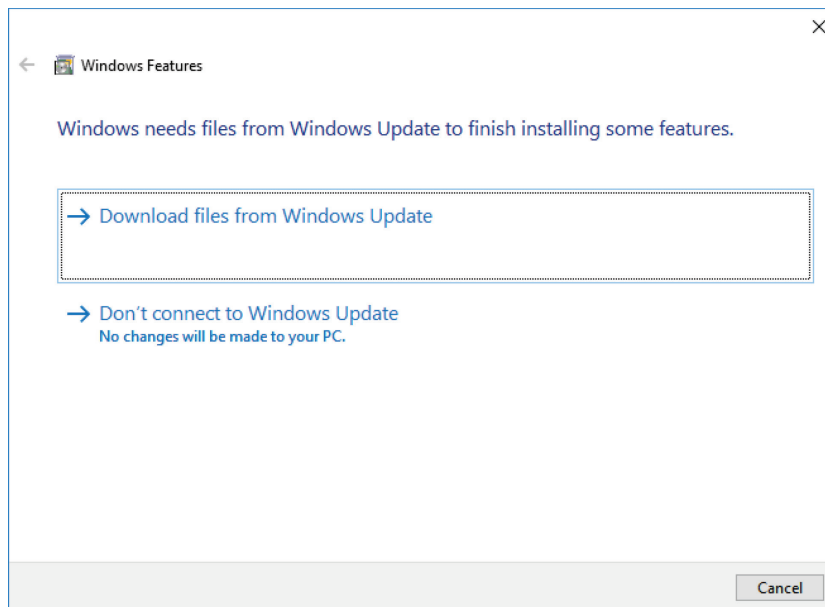 Windows Features
Windows needs files from Windows Update to finish installing some features.
Download files from Windows Update
Don't connect to Windows Update
No changes will be made to your PC.
Cancel